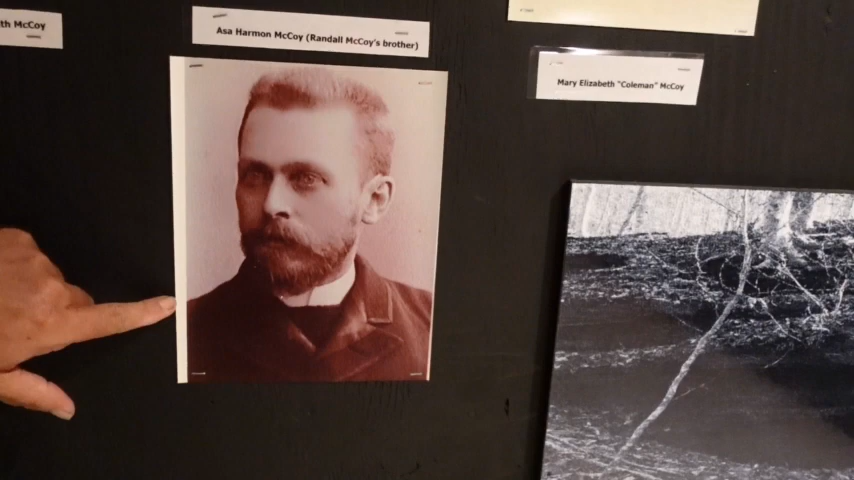 th McCoy
Asa Harmon McCoy (Randall McCoy's brother)
Mary Elizabeth "Coleman" McCoy